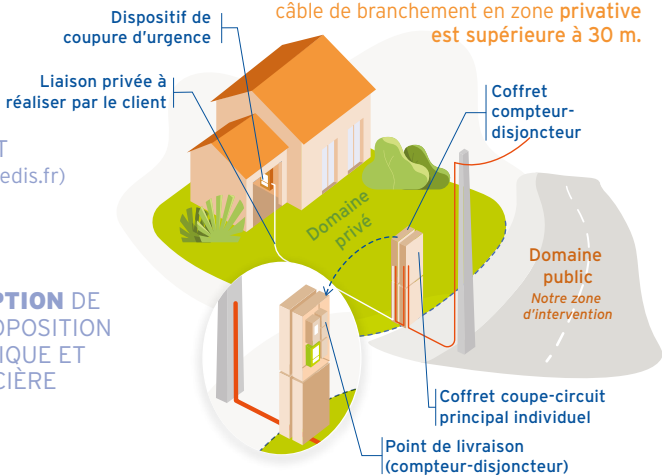 câble de branchement en zone privative
est supérieure à 30 m.
Dispositif de
coupure d'urgence
Liaison privée à
réaliser par le client
Coffret
compteur-
disjoncteur
T
edis.fr)
Domaine
privé
Domaine
public
Notre zone
d'intervention
PTION DE
OPOSITION
IQUE ET
CIÈRE
Coffret coupe-circuit
principal individuel
Point de livraison
(compteur-disjoncteur)